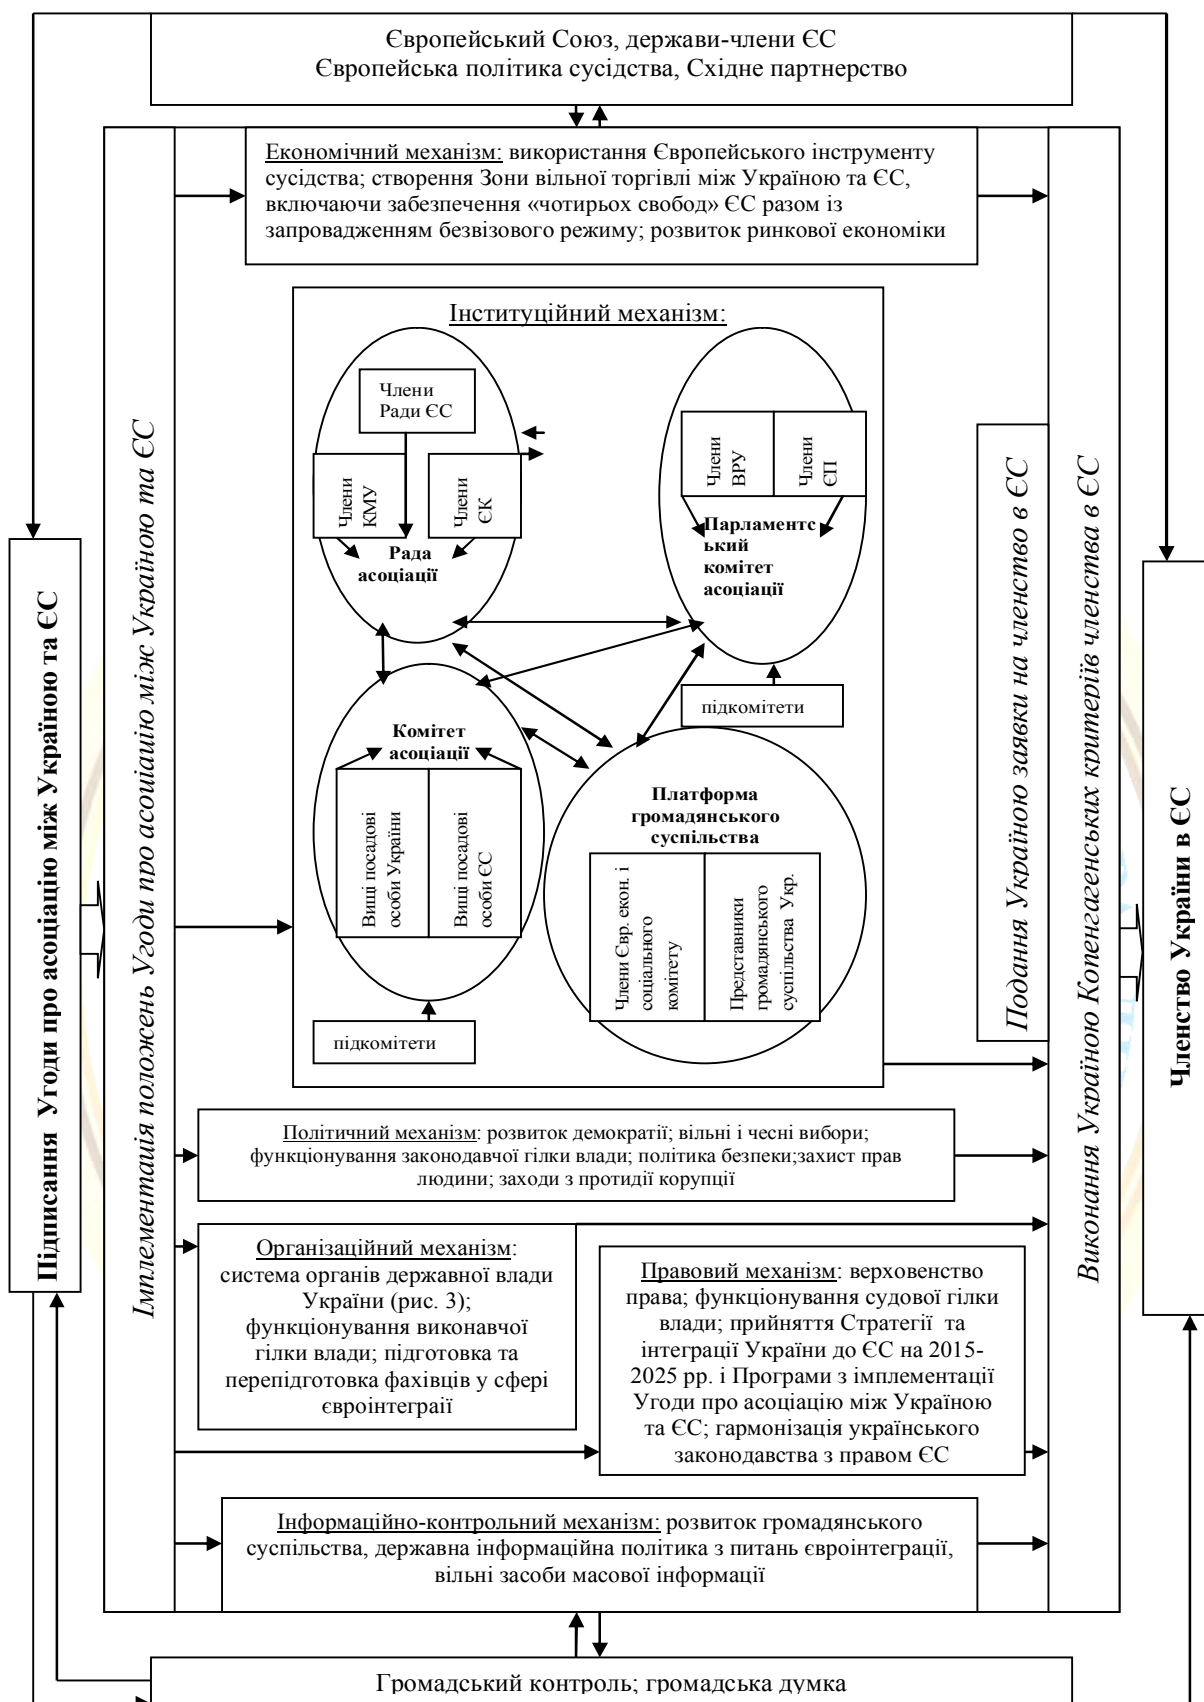 Європейський Союз, держави-члени ЄС
Європейська політика сусідства, Східне партнерство
Підписання Угоди про асоціацію між Україною та ЄС
Імплементація положень Угоди про асоціацію між Україною та ЄС
Економічний механізм: використання Європейського інструменту
сусідства; створення Зони вільної торгівлі між Україною та ЄС,
включаючи забезпечення «чотирьох свобод» ЄС разом із
запровадженням безвізового режиму; розвиток ринкової економіки
Інституційний механізм:
Члени
Ради ЄС
Члени
КМУ
Члени
ЄК
Рада
асоціації
Члени
ВРУ
Члени
ЄП
Парламентс
ький
комітет
асоціації
підкомітети
Комітет
асоціації
Вищі посадові
особи України
Вищі посадові
особи ЄС
підкомітети
Платформа
громадянського
суспільства
Члени Євр. екон. і
соціального
комітету
Представники
громадянського
суспільства Укр.
Політичний механізм: розвиток демократії; вільні і чесні вибори;
функціонування законодавчої гілки влади; політика безпеки;захист прав
людини; заходи з протидії корупції
Організаційний механізм:
система органів державної влади
України (рис. 3);
функціонування виконавчої
гілки влади; підготовка та
перепідготовка фахівців у сфері
євроінтеграії
Правовий механізм: верховенство
права; функціонування судової гілки
влади; прийняття Стратегії та
інтеграції України до ЄС на 2015-
2025 рр. і Програми з імплементації
Угоди про асоціацію між Україною
та ЄС; гармонізація українського
законодавства з правом ЄС
Інформаційно-контрольний механізм: розвиток громадянського
суспільства, державна інформаційна політика з питань євроінтеграції,
вільні засоби масової інформації
Подання Україною заявки на членство в ЄС
Виконання Україною Копенгагенських критеріїв членства в ЄС
Членство України в ЄС
Громадський контроль; громадська думка